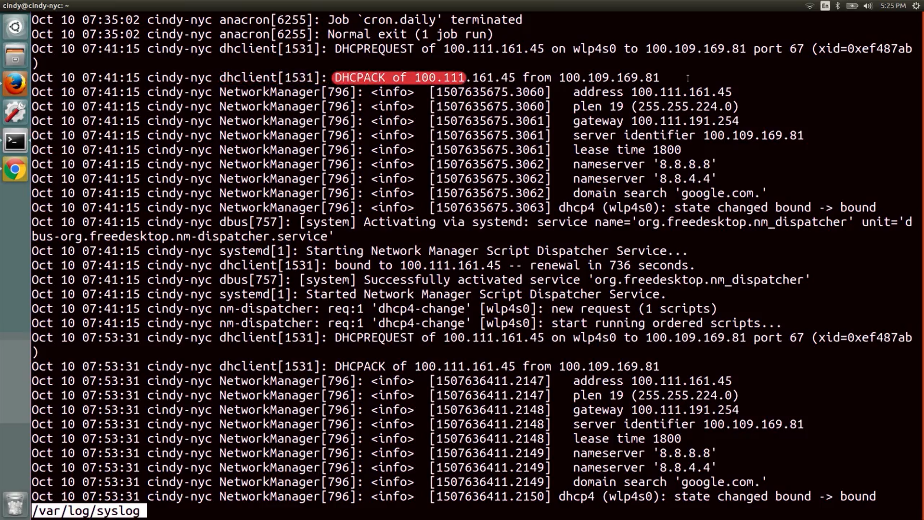 cindy@cindy-nyc: ~
En
5:25 PM
Oct 10 07:35:02 cindy-nyc anacron[6255]: Job `cron.daily' terminated
Oct 10 07:35:02 cindy-nyc anacron[6255]: Normal exit (1 job run)
Oct 10 07:41:15 cindy-nyc dhclient[1531]: DHCPREQUEST of 100.111.161.45 on wlp4s0 to 100.109.169.81 port 67 (xid=0xef487ab
)
Oct 10 07:41:15 cindy-nyc dhclient[1531]: DHCPACK of 100.111.161.45 from 100.109.169.81
Oct 10 07:41:15 cindy-nyc NetworkManager[796]: <info>  [1507635675.3060]   address 100.111.161.45
Oct 10 07:41:15 cindy-nyc NetworkManager[796]: <info>  [1507635675.3060]   plen 19 (255.255.224.0)
Oct 10 07:41:15 cindy-nyc NetworkManager[796]: <info>  [1507635675.3061]   gateway 100.111.191.254
Oct 10 07:41:15 cindy-nyc NetworkManager[796]: <info>  [1507635675.3061]   server identifier 100.109.169.81
Oct 10 07:41:15 cindy-nyc NetworkManager[796]: <info>  [1507635675.3061]   lease time 1800
Oct 10 07:41:15 cindy-nyc NetworkManager[796]: <info>  [1507635675.3062]   nameserver '8.8.8.8'
Oct 10 07:41:15 cindy-nyc NetworkManager[796]: <info>  [1507635675.3062]   nameserver '8.8.4.4'
Oct 10 07:41:15 cindy-nyc NetworkManager[796]: <info>  [1507635675.3062]   domain search 'google.com.'
Oct 10 07:41:15 cindy-nyc NetworkManager[796]: <info>  [1507635675.3063] dhcp4 (wlp4s0): state changed bound -> bound
Oct 10 07:41:15 cindy-nyc dbus[757]: [system] Activating via systemd: service name='org.freedesktop.nm_dispatcher' unit='d
bus-org.freedesktop.nm-dispatcher.service'
Oct 10 07:41:15 cindy-nyc systemd[1]: Starting Network Manager Script Dispatcher Service...
Oct 10 07:41:15 cindy-nyc dhclient[1531]: bound to 100.111.161.45 -- renewal in 736 seconds.
Oct 10 07:41:15 cindy-nyc dbus[757]: [system] Successfully activated service 'org.freedesktop.nm_dispatcher'
Oct 10 07:41:15 cindy-nyc systemd[1]: Started Network Manager Script Dispatcher Service.
Oct 10 07:41:15 cindy-nyc nm-dispatcher: req:1 'dhcp4-change' [wlp4s0]: new request (1 scripts)
Oct 10 07:41:15 cindy-nyc nm-dispatcher: req:1 'dhcp4-change' [wlp4s0]: start running ordered scripts...
Oct 10 07:53:31 cindy-nyc dhclient[1531]: DHCPREQUEST of 100.111.161.45 on wlp4s0 to 100.109.169.81 port 67 (xid=0xef487ab
)
Oct 10 07:53:31 cindy-nyc dhclient[1531]: DHCPACK of 100.111.161.45 from 100.109.169.81
Oct 10 07:53:31 cindy-nyc NetworkManager[796]: <info>  [1507636411.2147]   address 100.111.161.45
Oct 10 07:53:31 cindy-nyc NetworkManager[796]: <info>  [1507636411.2147]   plen 19 (255.255.224.0)
Oct 10 07:53:31 cindy-nyc NetworkManager[796]: <info>  [1507636411.2148]   gateway 100.111.191.254
Oct 10 07:53:31 cindy-nyc NetworkManager[796]: <info>  [1507636411.2148]   server identifier 100.109.169.81
Oct 10 07:53:31 cindy-nyc NetworkManager[796]: <info>  [1507636411.2148]   lease time 1800
Oct 10 07:53:31 cindy-nyc NetworkManager[796]: <info>  [1507636411.2149]   nameserver '8.8.8.8'
Oct 10 07:53:31 cindy-nyc NetworkManager[796]: <info>  [1507636411.2149]   nameserver '8.8.4.4'
Oct 10 07:53:31 cindy-nyc NetworkManager[796]: <info>  [1507636411.2149]   domain search 'google.com.'
Oct 10 07:53:31 cindy-nyc NetworkManager[796]: <info>  [1507636411.2150] dhcp4 (wlp4s0): state changed bound -> bound
/var/log/syslog